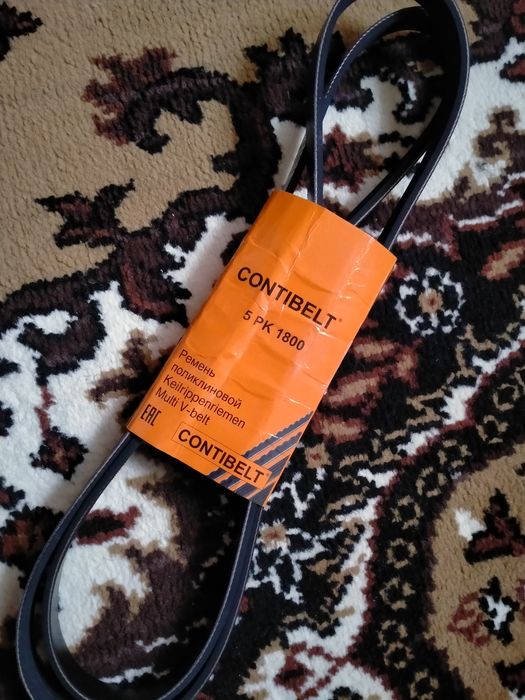 CONTIBELT®
5 PK 1800
Ремень
поликлиновой
Keilrippenriemen
Multi V-belt
EAC
CONTIBELT®